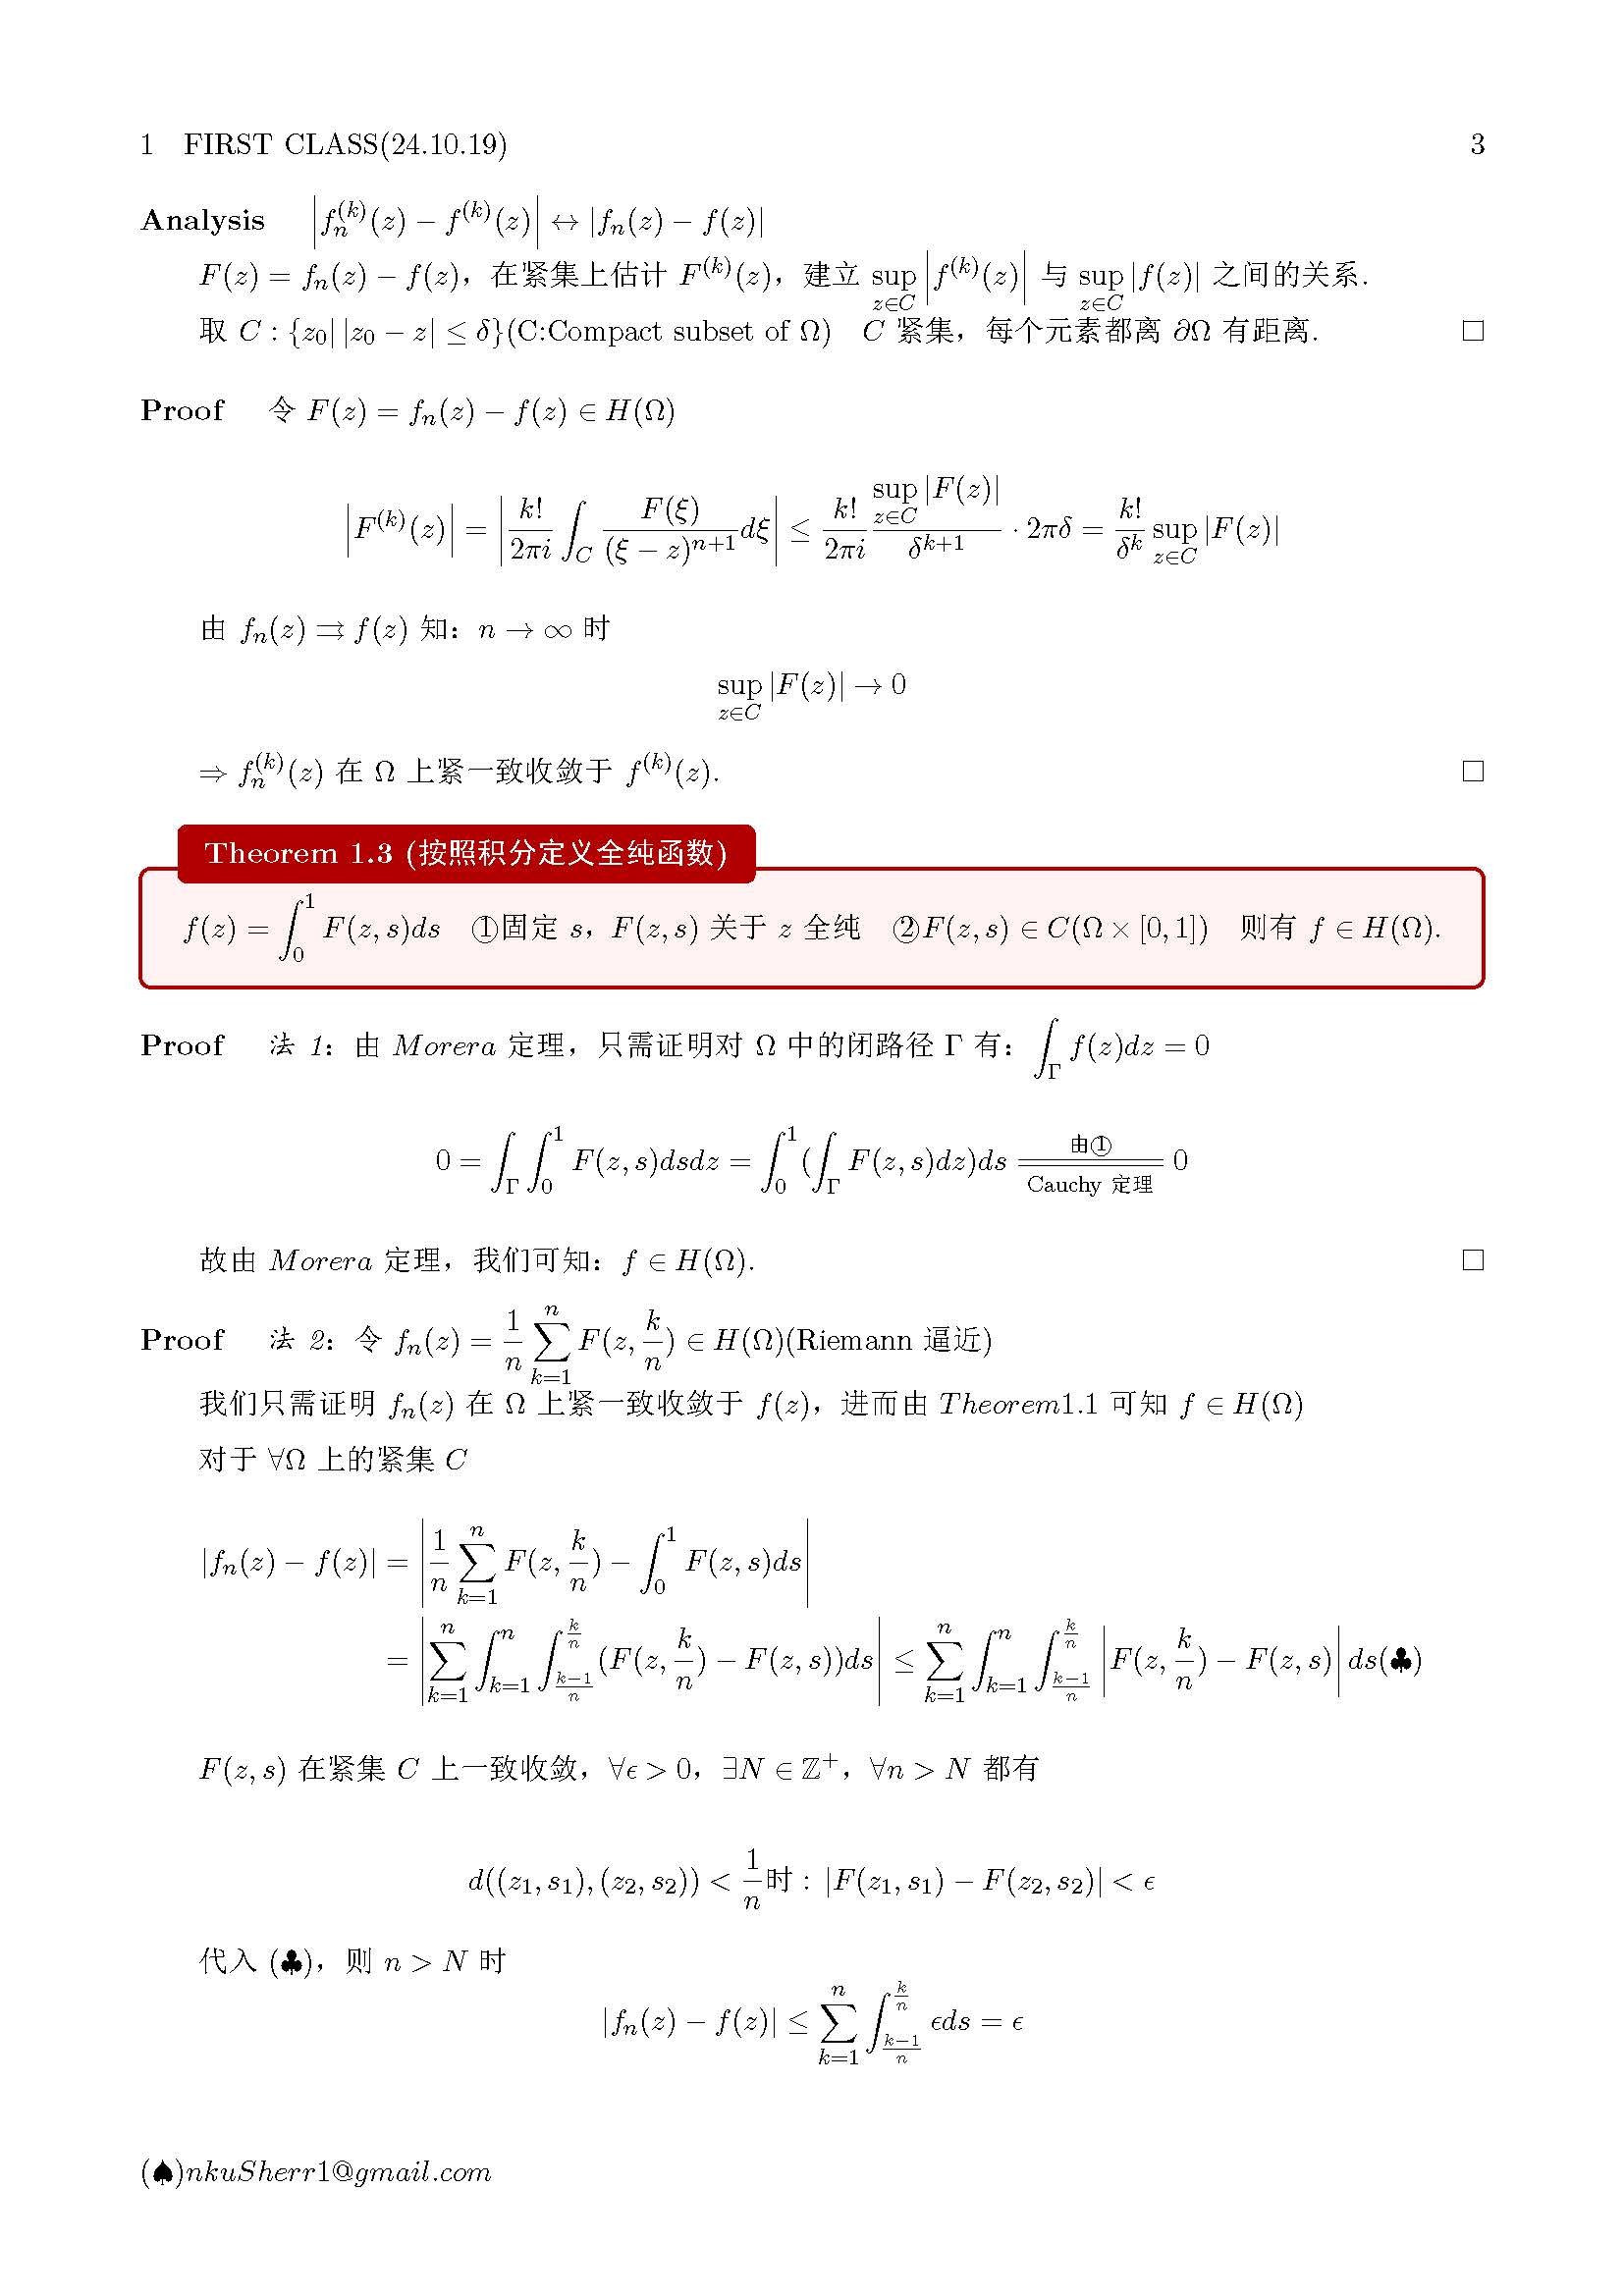 1 FIRST CLASS(24.10.19) 3
Analysis $\left|f_n^{(k)}(z) - f^{(k)}(z)\right| \leftrightarrow |f_n(z) - f(z)|$
$F(z) = f_n(z) - f(z)$，在紧集上估计 $F^{(k)}(z)$，建立 $\sup_{z\in C}\left|f^{(k)}(z)\right|$ 与 $\sup_{z\in C}|f(z)|$ 之间的关系.
取 $C : \{z_0|\,|z_0 - z| \leq \delta\}$(C:Compact subset of $\Omega$) $C$ 紧集，每个元素都离 $\partial\Omega$ 有距离. □
Proof 令 $F(z) = f_n(z) - f(z) \in H(\Omega)$
$\left|F^{(k)}(z)\right| = \left|\frac{k!}{2\pi i}\int_C \frac{F(\xi)}{(\xi - z)^{n+1}}d\xi\right| \leq \frac{k!}{2\pi i}\frac{\sup_{z\in C}|F(z)|}{\delta^{k+1}} \cdot 2\pi\delta = \frac{k!}{\delta^k}\sup_{z\in C}|F(z)|$
由 $f_n(z) \rightrightarrows f(z)$ 知：$n \to \infty$ 时
$\sup_{z\in C}|F(z)| \to 0$
$\Rightarrow f_n^{(k)}(z)$ 在 $\Omega$ 上紧一致收敛于 $f^{(k)}(z)$. □
Theorem 1.3 (按照积分定义全纯函数)
$f(z) = \int_0^1 F(z,s)ds$ ①固定 $s$，$F(z,s)$ 关于 $z$ 全纯 ②$F(z,s) \in C(\Omega \times [0,1])$ 则有 $f \in H(\Omega)$.
Proof 法 1：由 Morera 定理，只需证明对 $\Omega$ 中的闭路径 $\Gamma$ 有：$\int_\Gamma f(z)dz = 0$
$0 = \int_\Gamma\int_0^1 F(z,s)dsdz = \int_0^1(\int_\Gamma F(z,s)dz)ds \xlongequal[\text{Cauchy 定理}]{\text{由①}} 0$
故由 Morera 定理，我们可知：$f \in H(\Omega)$. □
Proof 法 2：令 $f_n(z) = \frac{1}{n}\sum_{k=1}^n F(z,\frac{k}{n}) \in H(\Omega)$(Riemann 逼近)
我们只需证明 $f_n(z)$ 在 $\Omega$ 上紧一致收敛于 $f(z)$，进而由 Theorem1.1 可知 $f \in H(\Omega)$
对于 $\forall\Omega$ 上的紧集 $C$
$|f_n(z) - f(z)| = \left|\frac{1}{n}\sum_{k=1}^n F(z,\frac{k}{n}) - \int_0^1 F(z,s)ds\right|$
$= \left|\sum_{k=1}^n\int_{k=1}^n\int_{\frac{k-1}{n}}^{\frac{k}{n}}(F(z,\frac{k}{n}) - F(z,s))ds\right| \leq \sum_{k=1}^n\int_{k=1}^n\int_{\frac{k-1}{n}}^{\frac{k}{n}}\left|F(z,\frac{k}{n}) - F(z,s)\right|ds(♣)$
$F(z,s)$ 在紧集 $C$ 上一致收敛，$\forall\epsilon > 0$，$\exists N \in \mathbb{Z}^+$，$\forall n > N$ 都有
$d((z_1,s_1),(z_2,s_2)) < \frac{1}{n}$时 : $|F(z_1,s_1) - F(z_2,s_2)| < \epsilon$
代入 (♣)，则 $n > N$ 时
$|f_n(z) - f(z)| \leq \sum_{k=1}^n\int_{\frac{k-1}{n}}^{\frac{k}{n}}\epsilon ds = \epsilon$
(♠)nkuSherr1@gmail.com